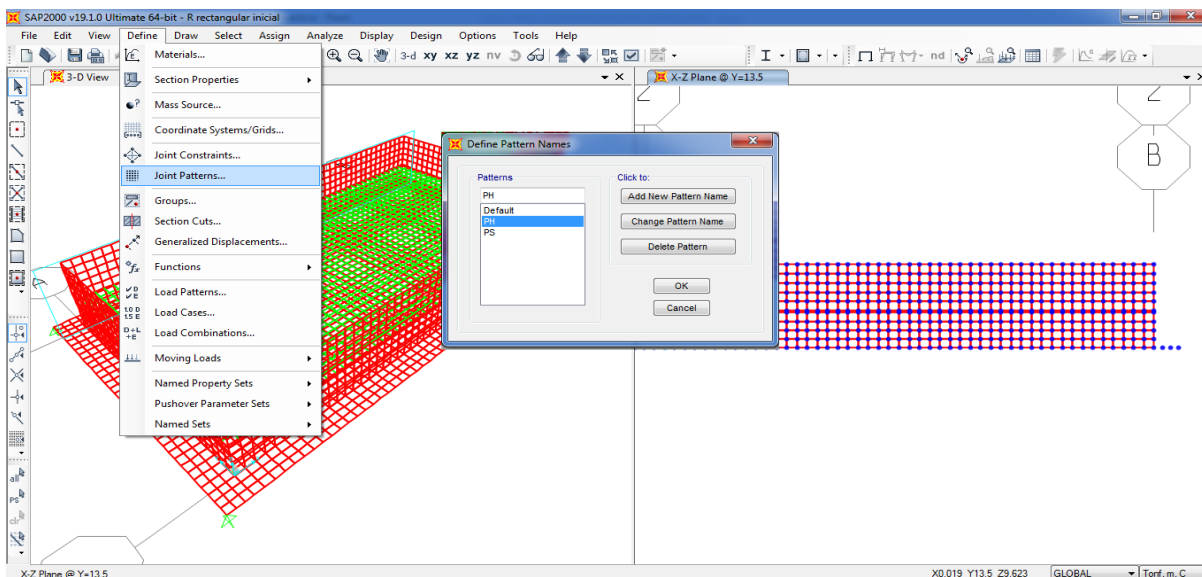 SAP2000 v19.1.0 Ultimate 64-bit - R rectangular inicial
File Edit View Define Draw Select Assign Analyze Display Design Options Tools Help
3-d xy xz yz nv
nd
3-D View
X-Z Plane @ Y=13.5
Materials...
Section Properties
Mass Source...
Coordinate Systems/Grids...
Joint Constraints...
Joint Patterns...
Groups...
Section Cuts...
Generalized Displacements...
Functions
Load Patterns...
Load Cases...
Load Combinations...
Moving Loads
Named Property Sets
Pushover Parameter Sets
Named Sets
Define Pattern Names
Patterns
PH
Default
PH
PS
Click to:
Add New Pattern Name
Change Pattern Name
Delete Pattern
OK
Cancel
B
A
all
PS
clr
X-Z Plane @ Y=13.5
X0.019 Y13.5 Z9.623
GLOBAL
Tonf, m, C